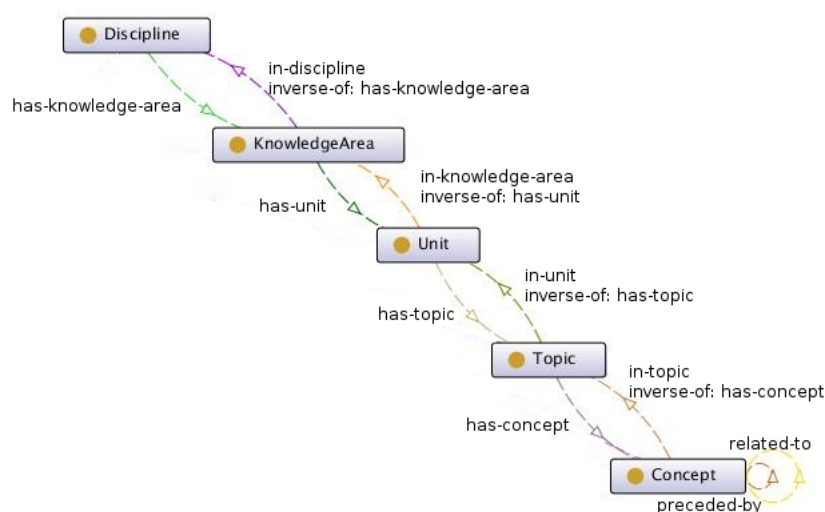 Discipline
in-discipline
inverse-of: has-knowledge-area
has-knowledge-area
KnowledgeArea
in-knowledge-area
inverse-of: has-unit
has-unit
Unit
in-unit
inverse-of: has-topic
has-topic
Topic
in-topic
inverse-of: has-concept
has-concept
related-to
Concept
preceded-by